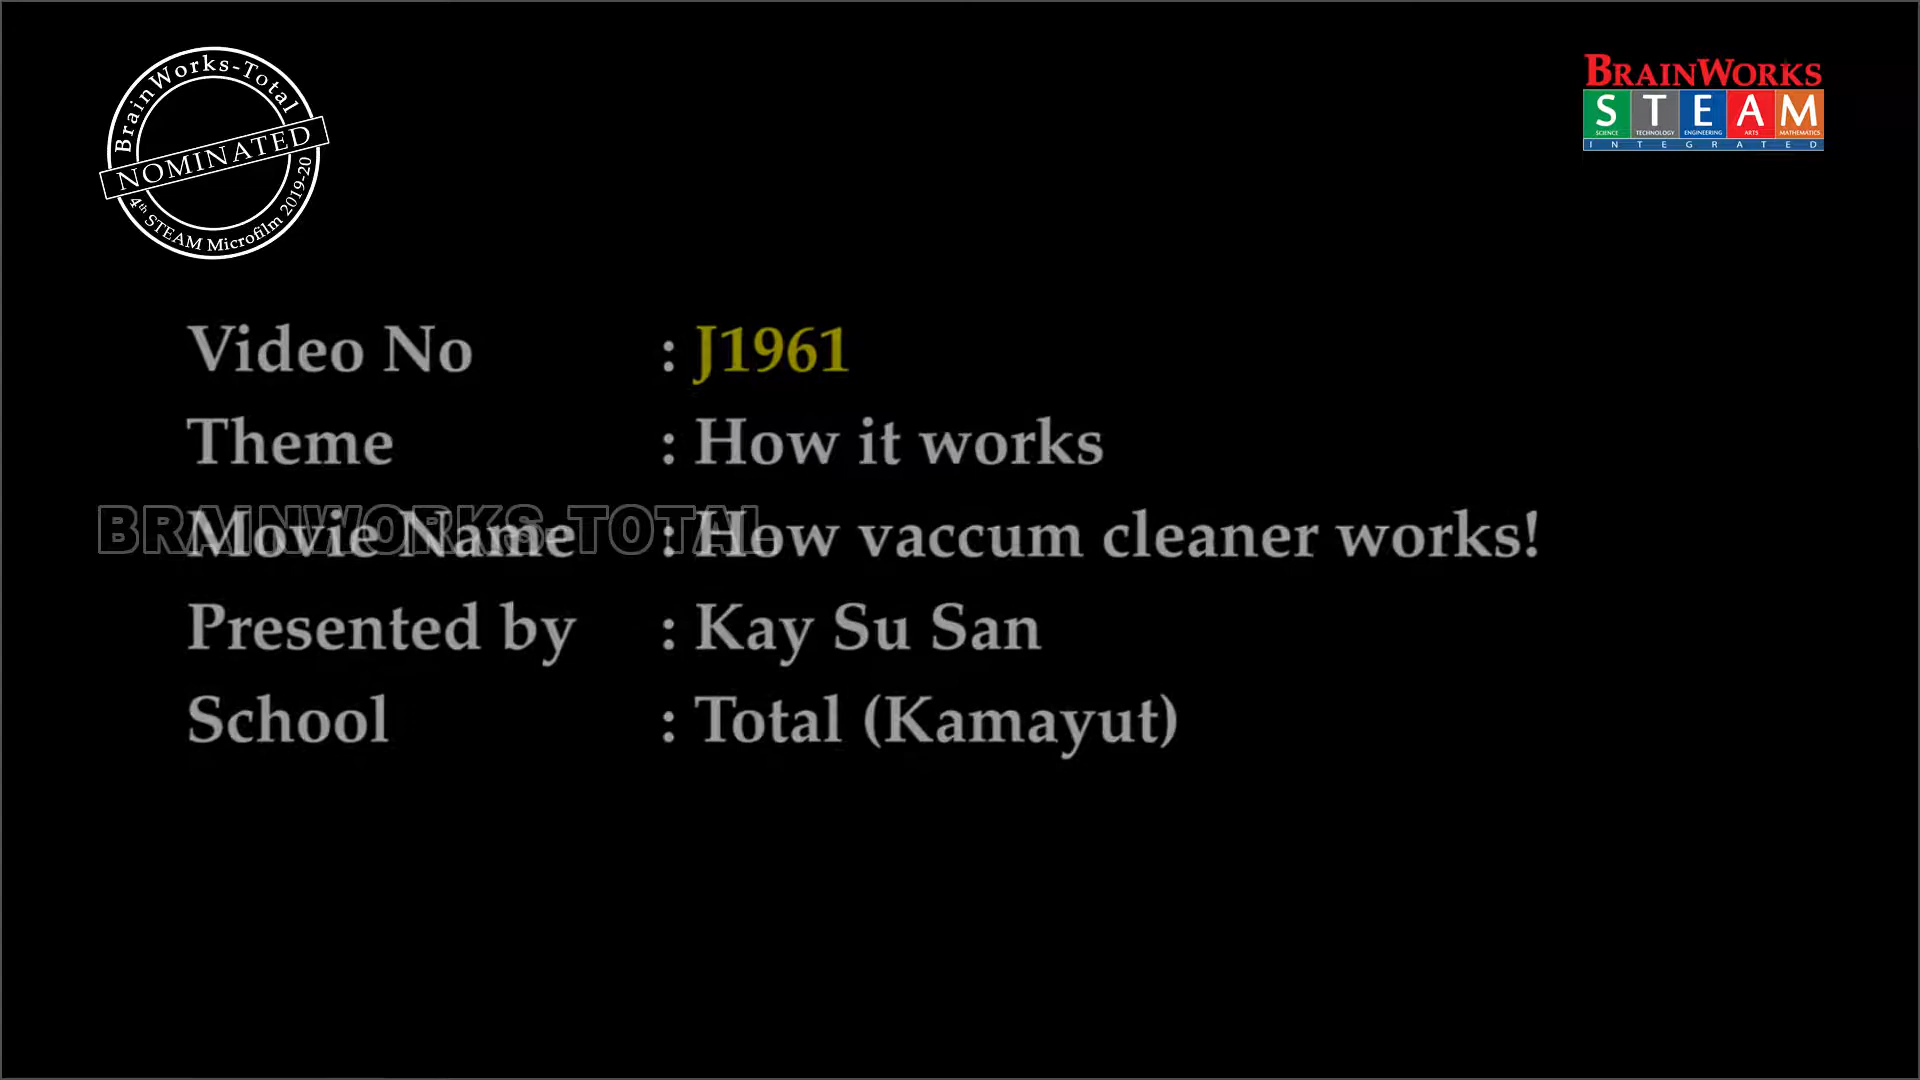 BrainWorks-Total
NOMINATED
4th STEAM Microfilm 2019-20
BRAINWORKS
S T E A M
SCIENCE TECHNOLOGY ENGINEERING ARTS MATHEMATICS
I N T E G R A T E D
Video No : J1961
Theme : How it works
BRAINWORKS-TOTAL
Movie Name : How vaccum cleaner works!
Presented by : Kay Su San
School : Total (Kamayut)